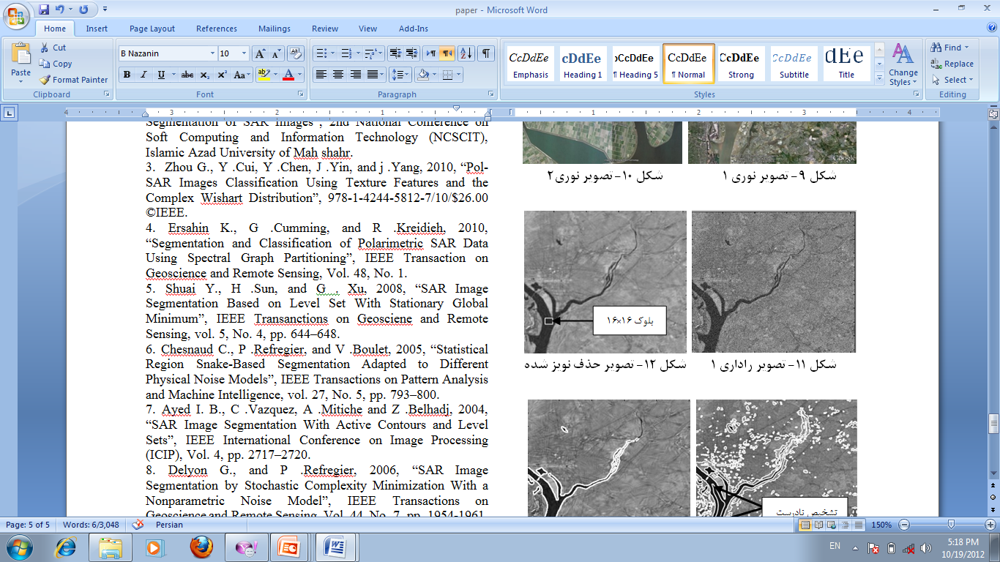 paper - Microsoft Word
Home Insert Page Layout References Mailings Review View Add-Ins
Paste
Cut
Copy
Format Painter
Clipboard
B Nazanin 10
Font
Paragraph
CcDdEe Emphasis
cDdEe Heading 1
CcDdEe ¶ Heading 5
CcDdEe ¶ Normal
CcDdEe Strong
CcDdEe Subtitle
dEe Title
Change Styles
Styles
Find
Replace
Select
Editing
Segmentation of SAR Images", 2nd National Conference on
Soft Computing and Information Technology (NCSCIT),
Islamic Azad University of Mah shahr.
3. Zhou G., Y .Cui, Y .Chen, J .Yin, and j .Yang, 2010, “Pol-
SAR Images Classification Using Texture Features and the
Complex Wishart Distribution”, 978-1-4244-5812-7/10/$26.00
©IEEE.
4. Ersahin K., G .Cumming, and R .Kreidieh, 2010,
“Segmentation and Classification of Polarimetric SAR Data
Using Spectral Graph Partitioning”, IEEE Transaction on
Geoscience and Remote Sensing, Vol. 48, No. 1.
5. Shuai Y., H .Sun, and G . Xu, 2008, “SAR Image
Segmentation Based on Level Set With Stationary Global
Minimum”, IEEE Transanctions on Geosciene and Remote
Sensing, vol. 5, No. 4, pp. 644–648.
6. Chesnaud C., P .Refregier, and V .Boulet, 2005, “Statistical
Region Snake-Based Segmentation Adapted to Different
Physical Noise Models”, IEEE Transactions on Pattern Analysis
and Machine Intelligence, vol. 27, No. 5, pp. 793–800.
7. Ayed I. B., C .Vazquez, A .Mitiche and Z .Belhadj, 2004,
“SAR Image Segmentation With Active Contours and Level
Sets”, IEEE International Conference on Image Processing
(ICIP), Vol. 4, pp. 2717–2720.
8. Delyon G., and P .Refregier, 2006, “SAR Image
Segmentation by Stochastic Complexity Minimization With a
Nonparametric Noise Model”, IEEE Transactions on
Geoscience and Remote Sensing, Vol. 44, No. 7, pp. 1954-1961.
Google
شکل ۹- تصویر نوری ۱
شکل ۱۰- تصویر نوری۲
بلوک ۱۶×۱۶
شکل ۱۱- تصویر راداری ۱
شکل ۱۲- تصویر حذف نویز شده
تشخیص نادرست
Page: 5 of 5 Words: 6/3,048 Persian 150%
EN
5:18 PM
10/19/2012